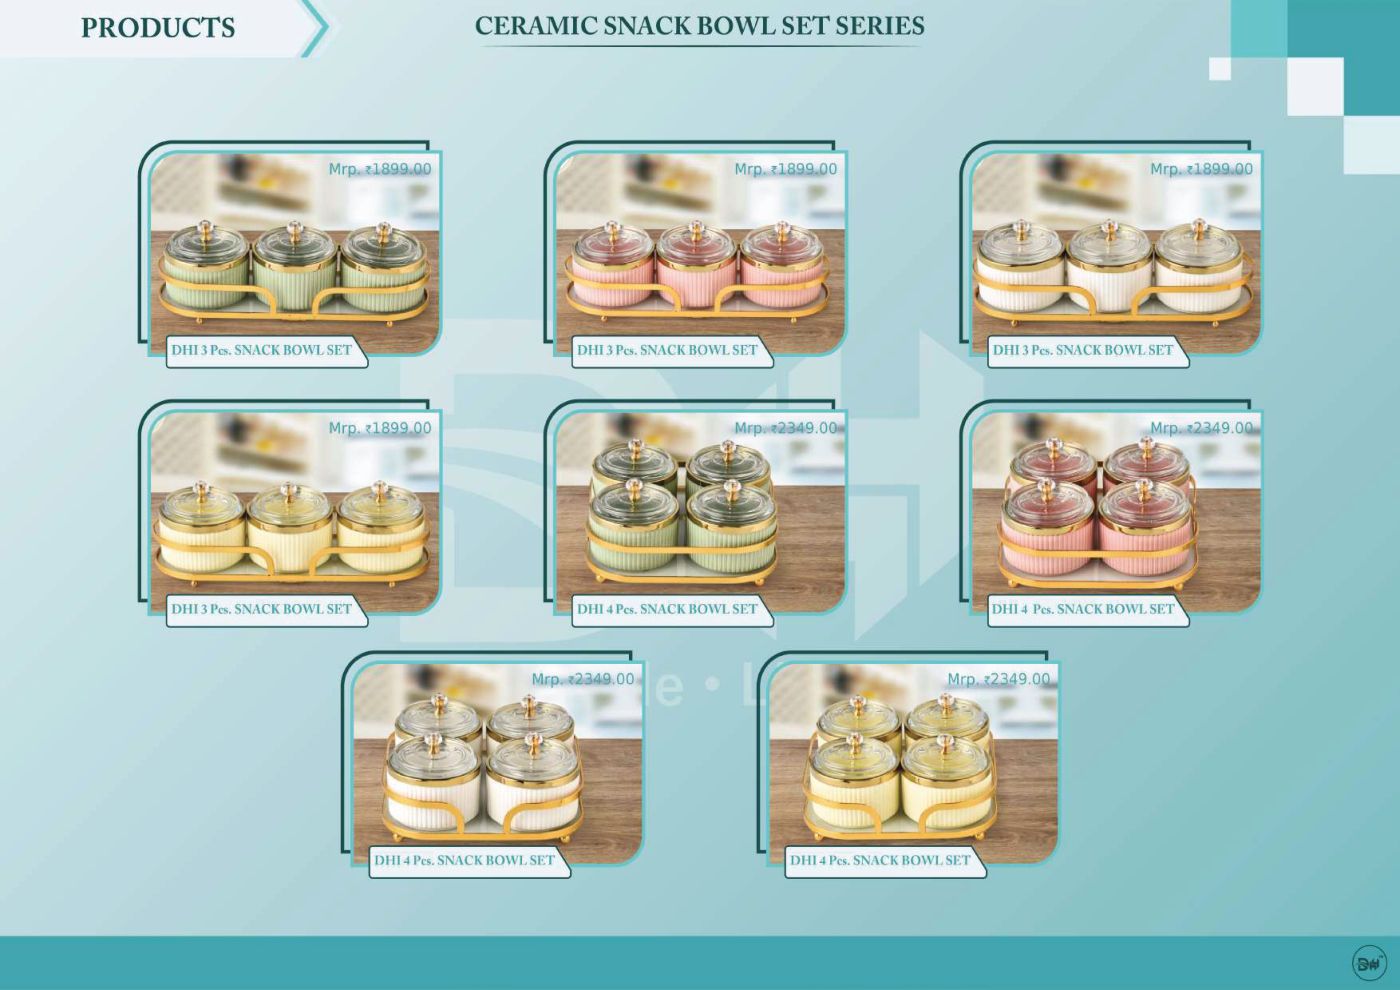 PRODUCTS
CERAMIC SNACK BOWL SET SERIES
Mrp. ₹1899.00
DHI 3 Pcs. SNACK BOWL SET
Mrp. ₹1899.00
DHI 3 Pcs. SNACK BOWL SET
Mrp. ₹1899.00
DHI 3 Pcs. SNACK BOWL SET
Mrp. ₹1899.00
DHI 3 Pcs. SNACK BOWL SET
Mrp. ₹2349.00
DHI 4 Pcs. SNACK BOWL SET
Mrp. ₹2349.00
DHI 4 Pcs. SNACK BOWL SET
Mrp. ₹2349.00
DHI 4 Pcs. SNACK BOWL SET
Mrp. ₹2349.00
DHI 4 Pcs. SNACK BOWL SET